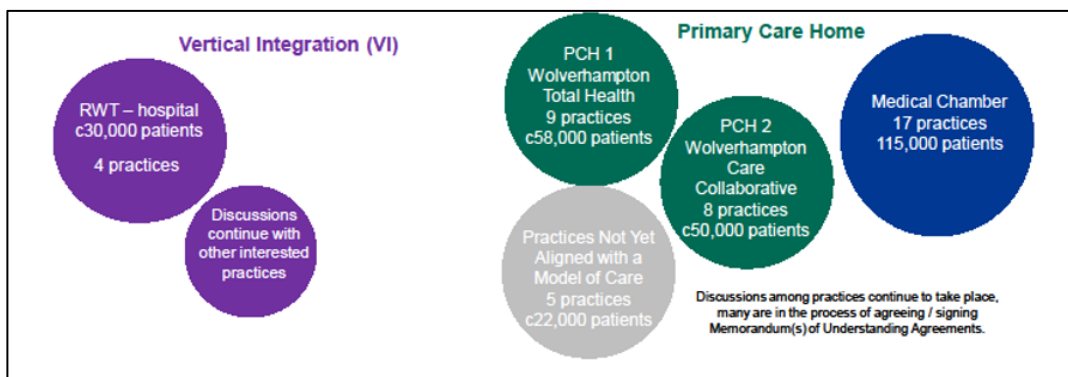 Vertical Integration (VI)
RWT – hospital
c30,000 patients
4 practices
Discussions
continue with
other interested
practices
Primary Care Home
PCH 1
Wolverhampton
Total Health
9 practices
c58,000 patients
PCH 2
Wolverhampton
Care
Collaborative
8 practices
c50,000 patients
Medical Chamber
17 practices
115,000 patients
Practices Not Yet
Aligned with a
Model of Care
5 practices
c22,000 patients
Discussions among practices continue to take place,
many are in the process of agreeing / signing
Memorandum(s) of Understanding Agreements.